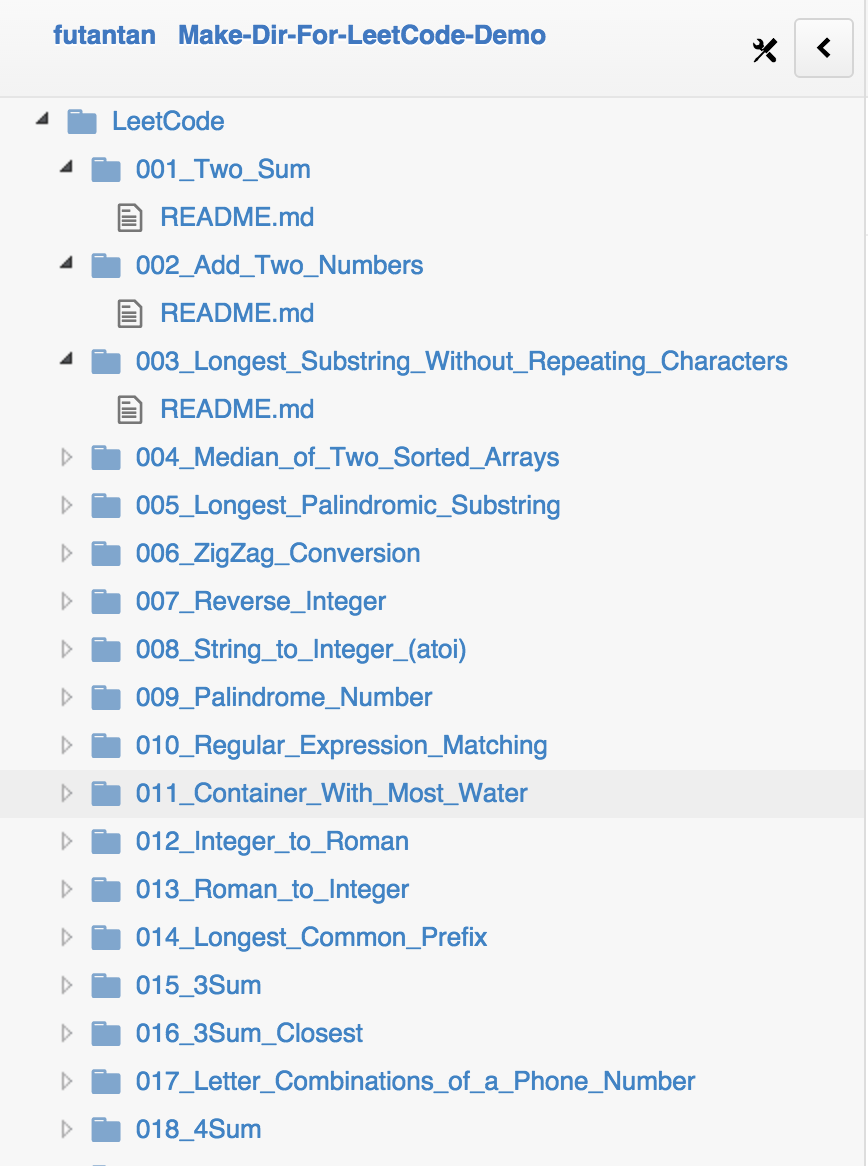 futantan Make-Dir-For-LeetCode-Demo
LeetCode
001_Two_Sum
README.md
002_Add_Two_Numbers
README.md
003_Longest_Substring_Without_Repeating_Characters
README.md
004_Median_of_Two_Sorted_Arrays
005_Longest_Palindromic_Substring
006_ZigZag_Conversion
007_Reverse_Integer
008_String_to_Integer_(atoi)
009_Palindrome_Number
010_Regular_Expression_Matching
011_Container_With_Most_Water
012_Integer_to_Roman
013_Roman_to_Integer
014_Longest_Common_Prefix
015_3Sum
016_3Sum_Closest
017_Letter_Combinations_of_a_Phone_Number
018_4Sum